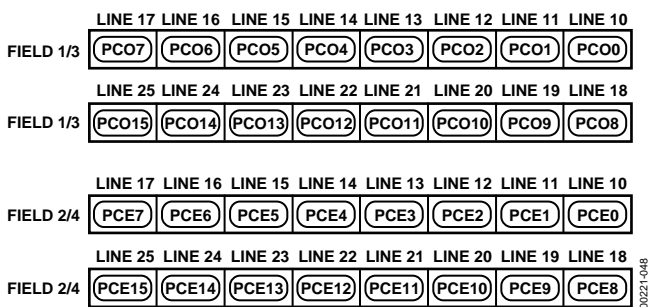 LINE 17 LINE 16 LINE 15 LINE 14 LINE 13 LINE 12 LINE 11 LINE 10
FIELD 1/3 PCO7 PCO6 PCO5 PCO4 PCO3 PCO2 PCO1 PCO0
LINE 25 LINE 24 LINE 23 LINE 22 LINE 21 LINE 20 LINE 19 LINE 18
FIELD 1/3 PCO15 PCO14 PCO13 PCO12 PCO11 PCO10 PCO9 PCO8
LINE 17 LINE 16 LINE 15 LINE 14 LINE 13 LINE 12 LINE 11 LINE 10
FIELD 2/4 PCE7 PCE6 PCE5 PCE4 PCE3 PCE2 PCE1 PCE0
LINE 25 LINE 24 LINE 23 LINE 22 LINE 21 LINE 20 LINE 19 LINE 18
FIELD 2/4 PCE15 PCE14 PCE13 PCE12 PCE11 PCE10 PCE9 PCE8
00221-048